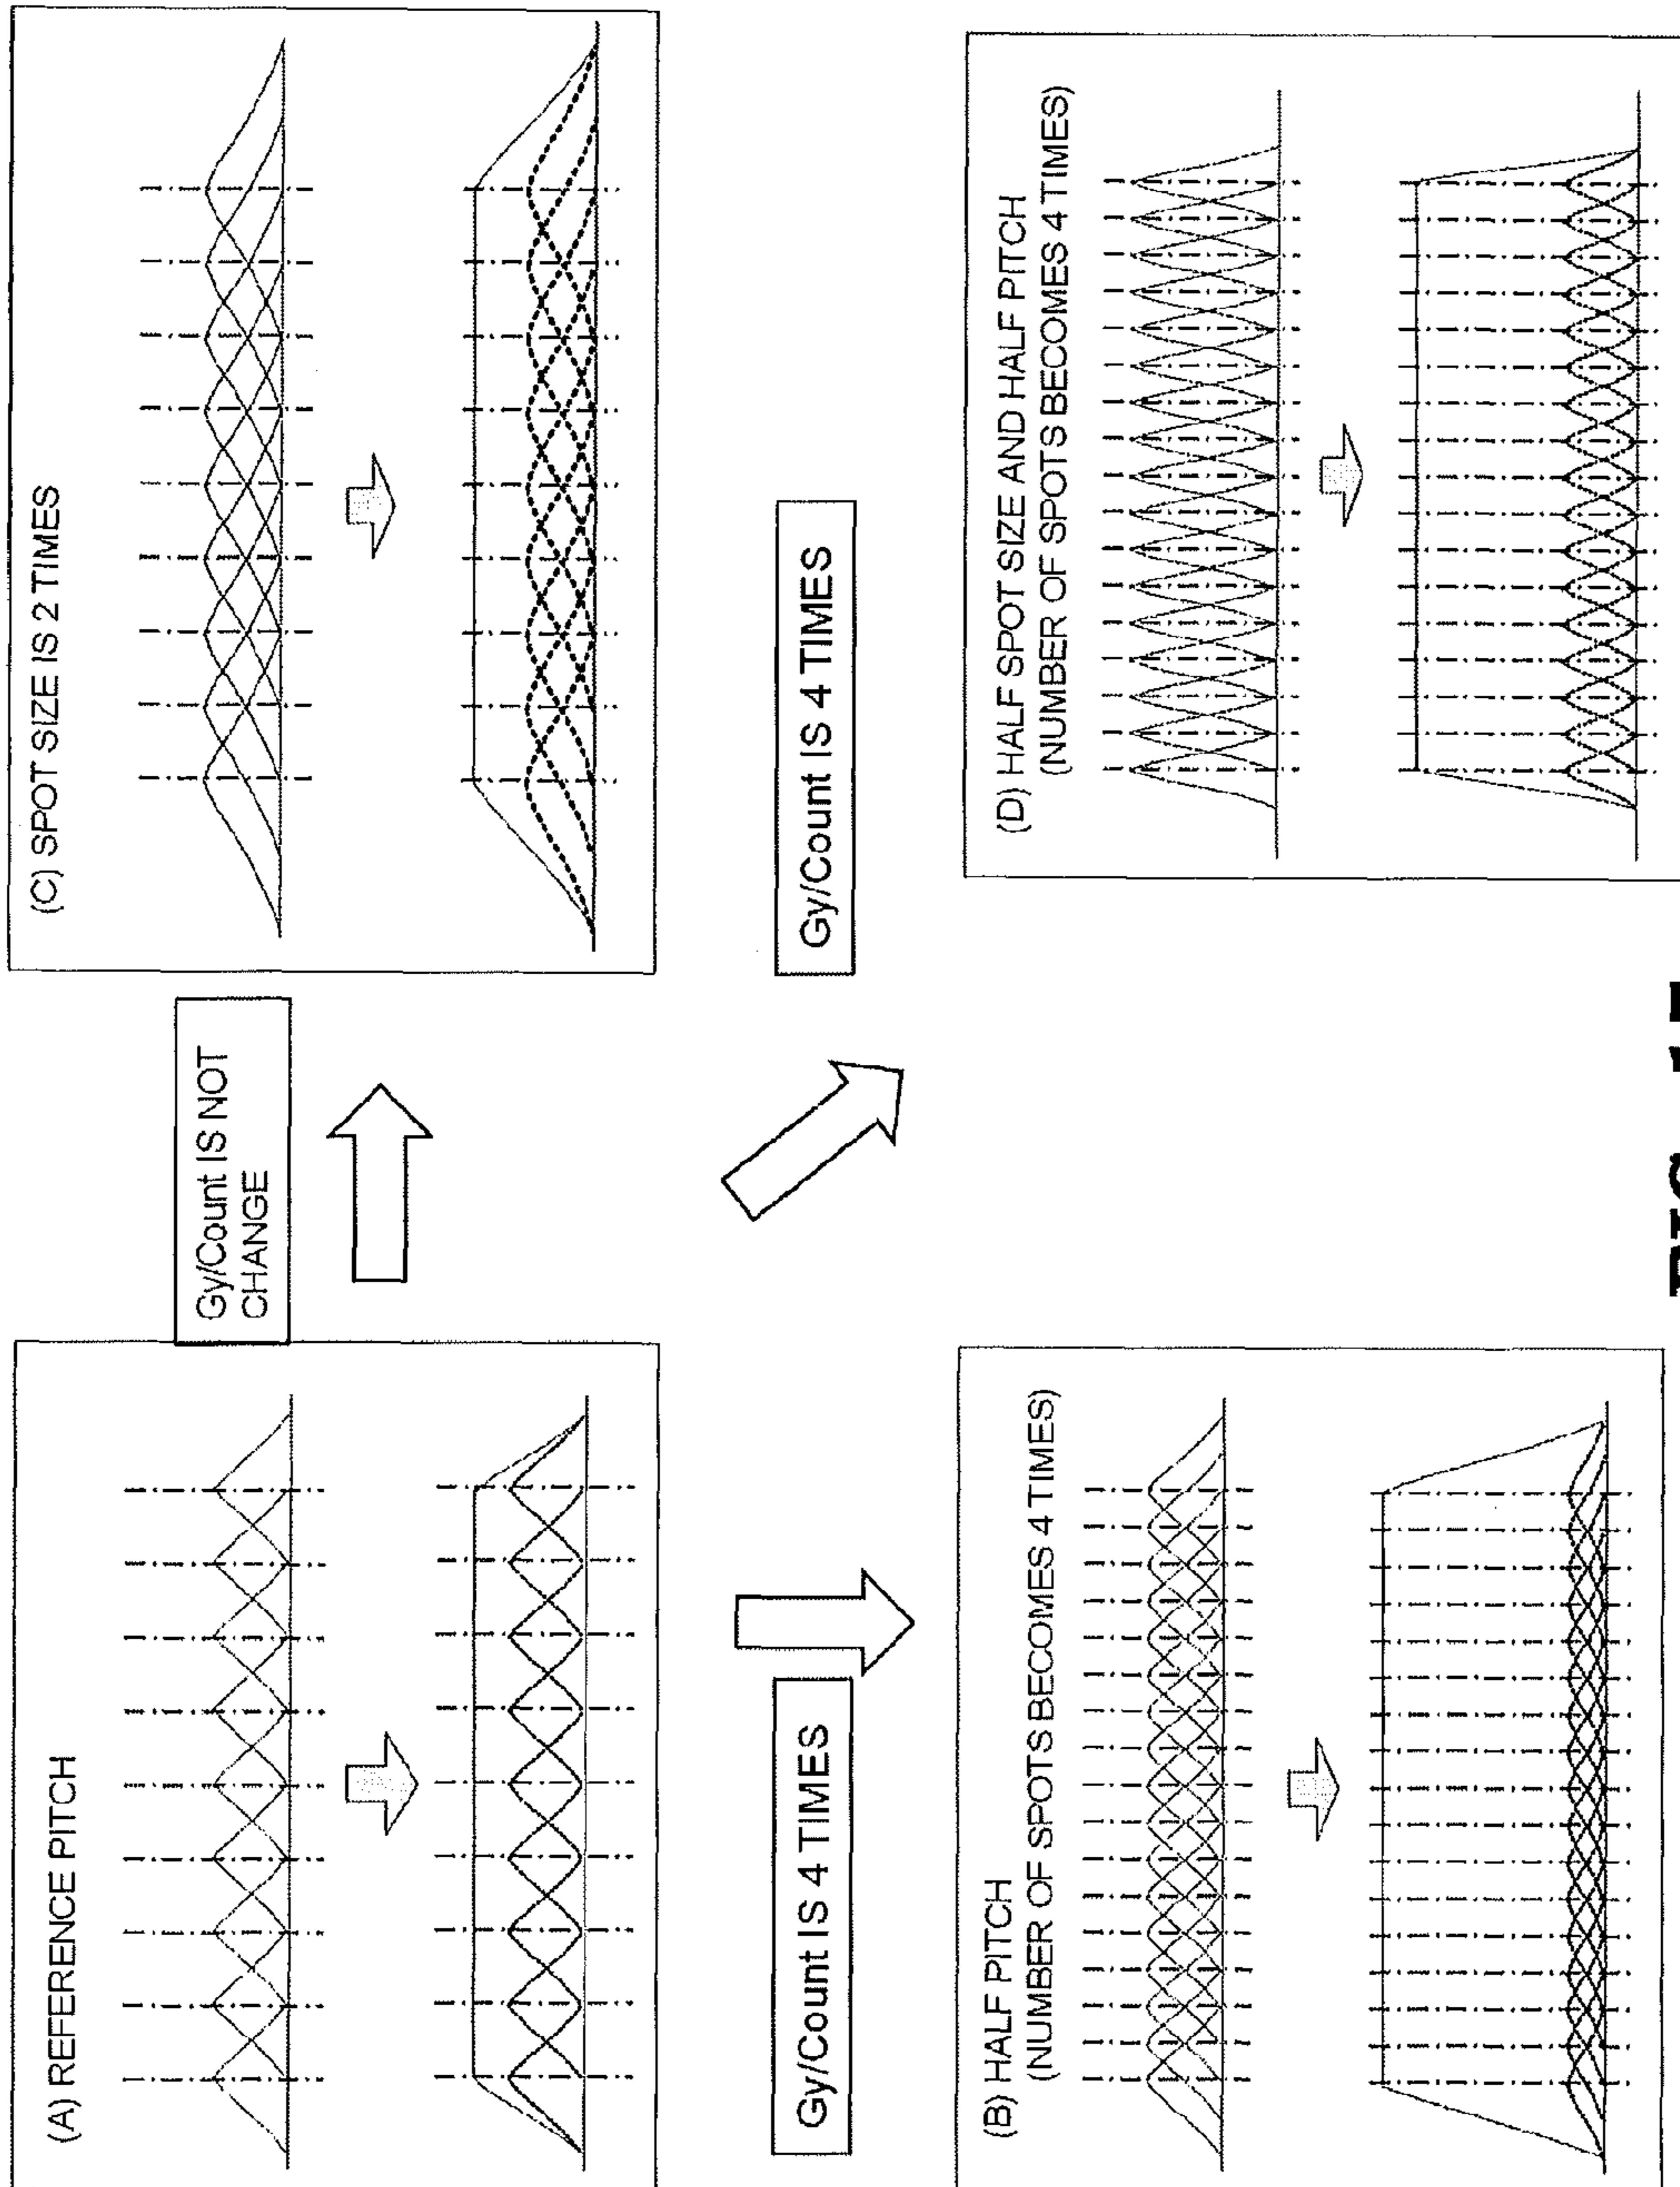 (A) REFERENCE PITCH
Gy/Count IS NOT
CHANGE
(C) SPOT SIZE IS 2 TIMES
Gy/Count IS 4 TIMES
Gy/Count IS 4 TIMES
(B) HALF PITCH
(NUMBER OF SPOTS BECOMES 4 TIMES)
(D) HALF SPOT SIZE AND HALF PITCH
(NUMBER OF SPOTS BECOMES 4 TIMES)